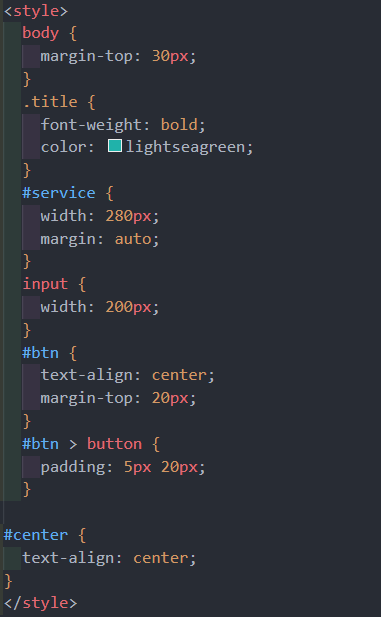 <style>
  body {
    margin-top: 30px;
  }
  .title {
    font-weight: bold;
    color: lightseagreen;
  }
  #service {
    width: 280px;
    margin: auto;
  }
  input {
    width: 200px;
  }
  #btn {
    text-align: center;
    margin-top: 20px;
  }
  #btn > button {
    padding: 5px 20px;
  }

#center {
  text-align: center;
}
</style>